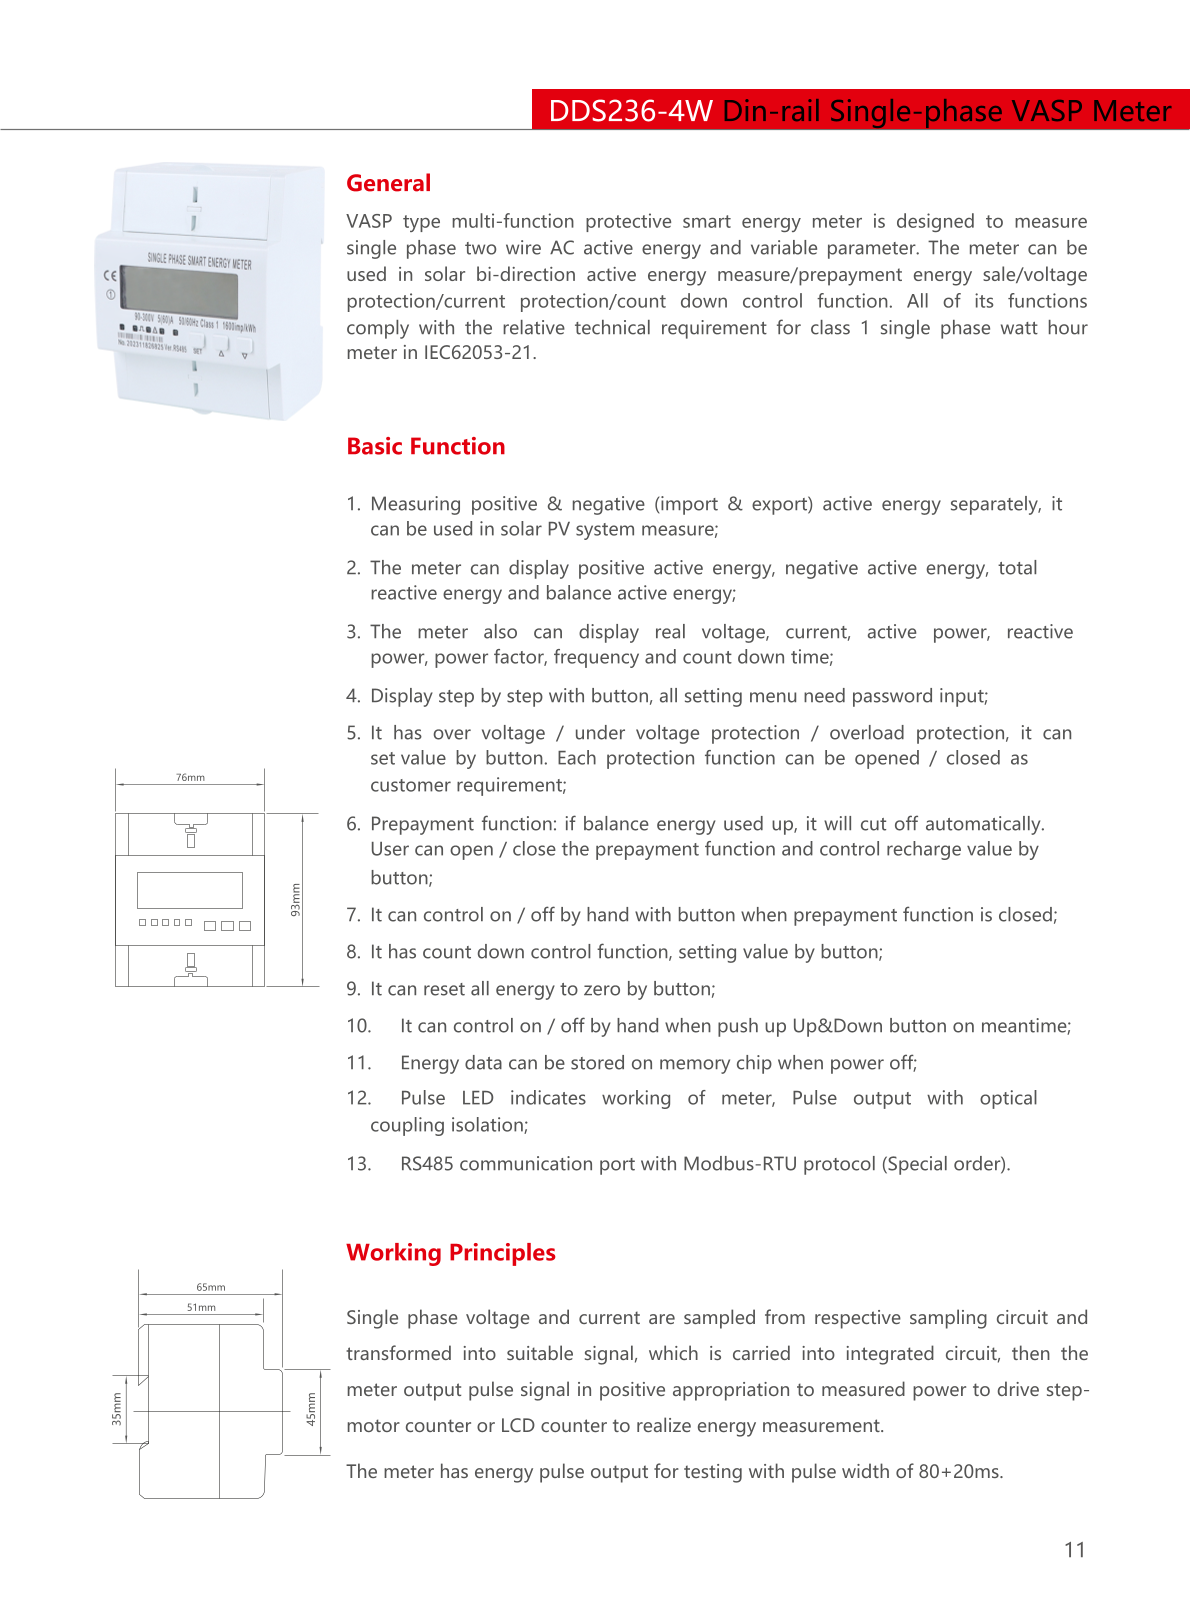 DDS236-4W Din-rail Single-phase VASP Meter
SINGLE PHASE SMART ENERGY METER
CE
1
90-300V 5(60)A 50/60Hz Class 1 1600imp/kWh
RS485
SET
General
VASP type multi-function protective smart energy meter is designed to measure
single phase two wire AC active energy and variable parameter. The meter can be
used in solar bi-direction active energy measure/prepayment energy sale/voltage
protection/current protection/count down control function. All of its functions
comply with the relative technical requirement for class 1 single phase watt hour
meter in IEC62053-21.
Basic Function
1. Measuring positive & negative (import & export) active energy separately, it
can be used in solar PV system measure;
2. The meter can display positive active energy, negative active energy, total
reactive energy and balance active energy;
3. The meter also can display real voltage, current, active power, reactive
power, power factor, frequency and count down time;
4. Display step by step with button, all setting menu need password input;
5. It has over voltage / under voltage protection / overload protection, it can
set value by button. Each protection function can be opened / closed as
customer requirement;
6. Prepayment function: if balance energy used up, it will cut off automatically.
User can open / close the prepayment function and control recharge value by
button;
7. It can control on / off by hand with button when prepayment function is closed;
8. It has count down control function, setting value by button;
9. It can reset all energy to zero by button;
10. It can control on / off by hand when push up Up&Down button on meantime;
11. Energy data can be stored on memory chip when power off;
12. Pulse LED indicates working of meter, Pulse output with optical
coupling isolation;
13. RS485 communication port with Modbus-RTU protocol (Special order).
76mm
93mm
Working Principles
Single phase voltage and current are sampled from respective sampling circuit and
transformed into suitable signal, which is carried into integrated circuit, then the
meter output pulse signal in positive appropriation to measured power to drive step-
motor counter or LCD counter to realize energy measurement.
The meter has energy pulse output for testing with pulse width of 80+20ms.
65mm
51mm
35mm
45mm
11